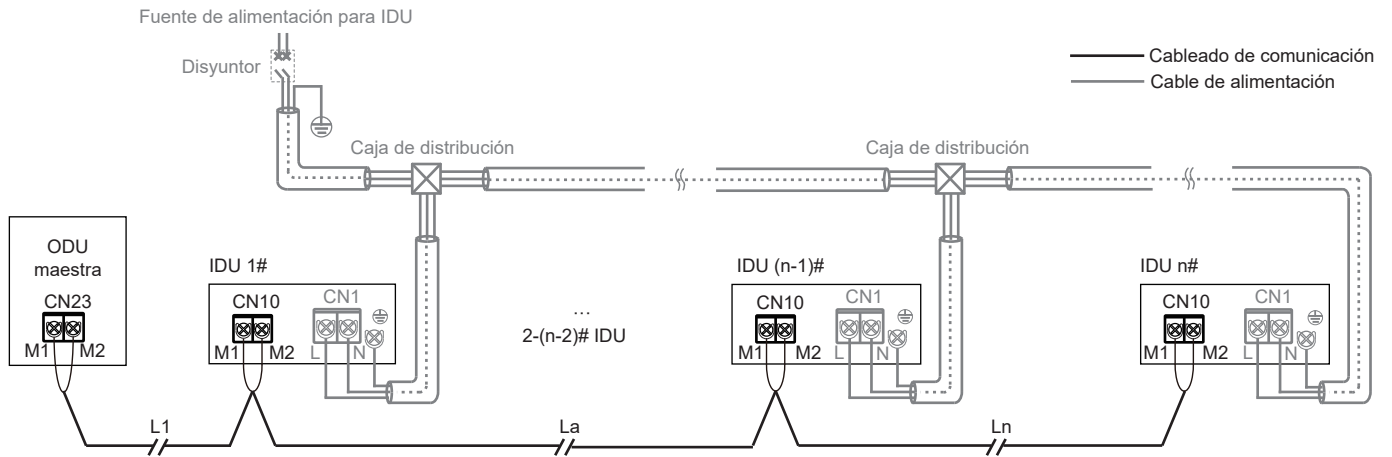 Fuente de alimentación para IDU
Disyuntor
Cableado de comunicación
Cable de alimentación
Caja de distribución
Caja de distribución
ODU
maestra
CN23
M1 M2
IDU 1#
CN10 CN1
M1 M2 L N
...
2-(n-2)# IDU
IDU (n-1)#
CN10 CN1
M1 M2 L N
IDU n#
CN10 CN1
M1 M2 L N
L1
La
Ln